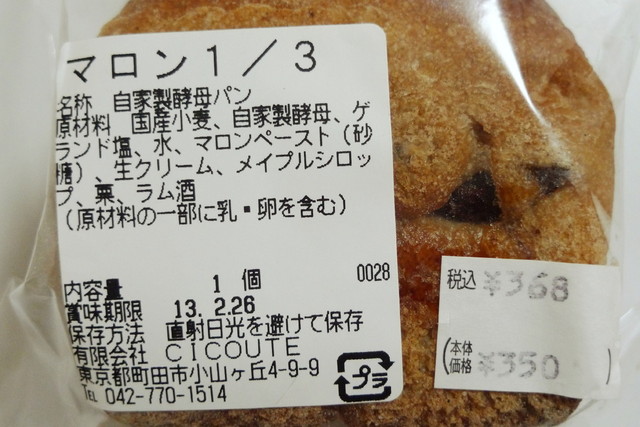 マロン1／3
名称　自家製酵母パン
原材料　国産小麦、自家製酵母、ゲ
ランド塩、水、マロンペースト（砂
糖）、生クリーム、メイプルシロッ
プ、栗、ラム酒
（原材料の一部に乳・卵を含む）
内容量　1 個　0028
賞味期限　13. 2.26
保存方法　直射日光を避けて保存
有限会社　CICOUTE
東京都町田市小山ヶ丘4-9-9
TEL 042-770-1514
プラ
税込 ¥368
(本体価格 ¥350 )